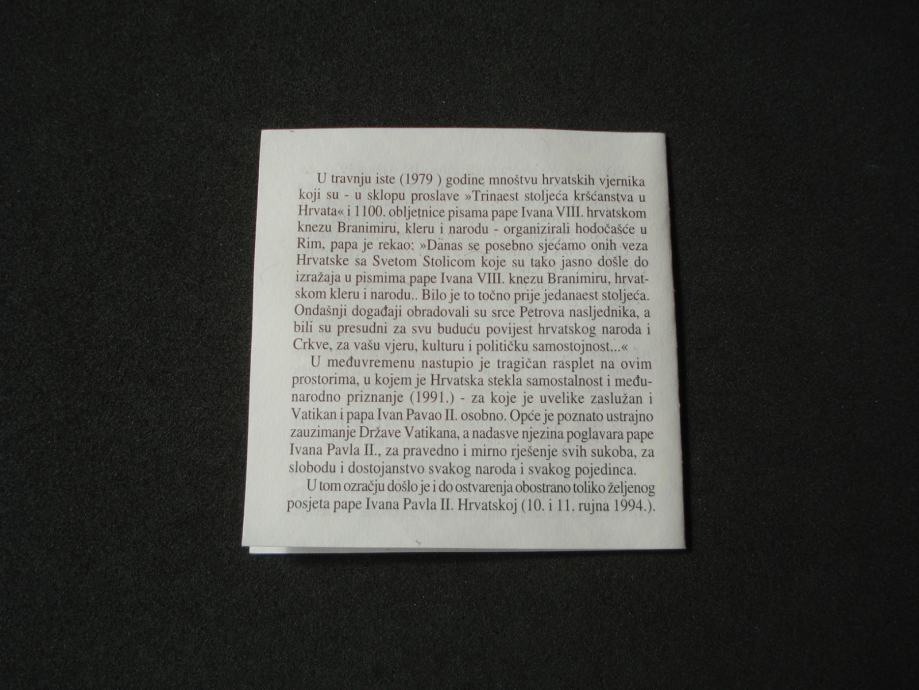 U travnju iste (1979 ) godine mnoštvu hrvatskih vjernika
koji su - u sklopu proslave »Trinaest stoljeća kršćanstva u
Hrvata« i 1100. obljetnice pisama pape Ivana VIII. hrvatskom
knezu Branimiru, kleru i narodu - organizirali hodočašće u
Rim, papa je rekao: »Danas se posebno sjećamo onih veza
Hrvatske sa Svetom Stolicom koje su tako jasno došle do
izražaja u pismima pape Ivana VIII. knezu Branimiru, hrvat-
skom kleru i narodu.. Bilo je to točno prije jedanaest stoljeća.
Ondašnji događaji obradovali su srce Petrova nasljednika, a
bili su presudni za svu buduću povijest hrvatskog naroda i
Crkve, za vašu vjeru, kulturu i političku samostojnost...«
U međuvremenu nastupio je tragičan rasplet na ovim
prostorima, u kojem je Hrvatska stekla samostalnost i među-
narodno priznanje (1991.) - za koje je uvelike zaslužan i
Vatikan i papa Ivan Pavao II. osobno. Opće je poznato ustrajno
zauzimanje Države Vatikana, a nadasve njezina poglavara pape
Ivana Pavla II., za pravedno i mirno rješenje svih sukoba, za
slobodu i dostojanstvo svakog naroda i svakog pojedinca.
U tom ozračju došlo je i do ostvarenja obostrano toliko željenog
posjeta pape Ivana Pavla II. Hrvatskoj (10. i 11. rujna 1994.).